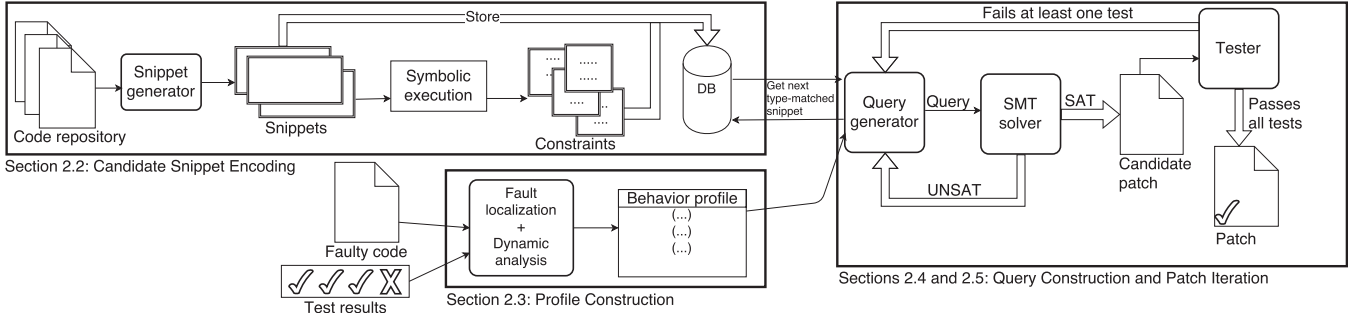 Store
Code repository
Snippet
generator
Snippets
Symbolic
execution
....
.....
.....
....
....
....
Constraints
DB
Get next
type-matched
snippet
Section 2.2: Candidate Snippet Encoding
Faulty code
Test results
Fault
localization
+
Dynamic
analysis
Behavior profile
(...)
(...)
(...)
Section 2.3: Profile Construction
Fails at least one test
Query
generator
Query
SMT
solver
SAT
UNSAT
Candidate
patch
Tester
Passes
all tests
Patch
Sections 2.4 and 2.5: Query Construction and Patch Iteration